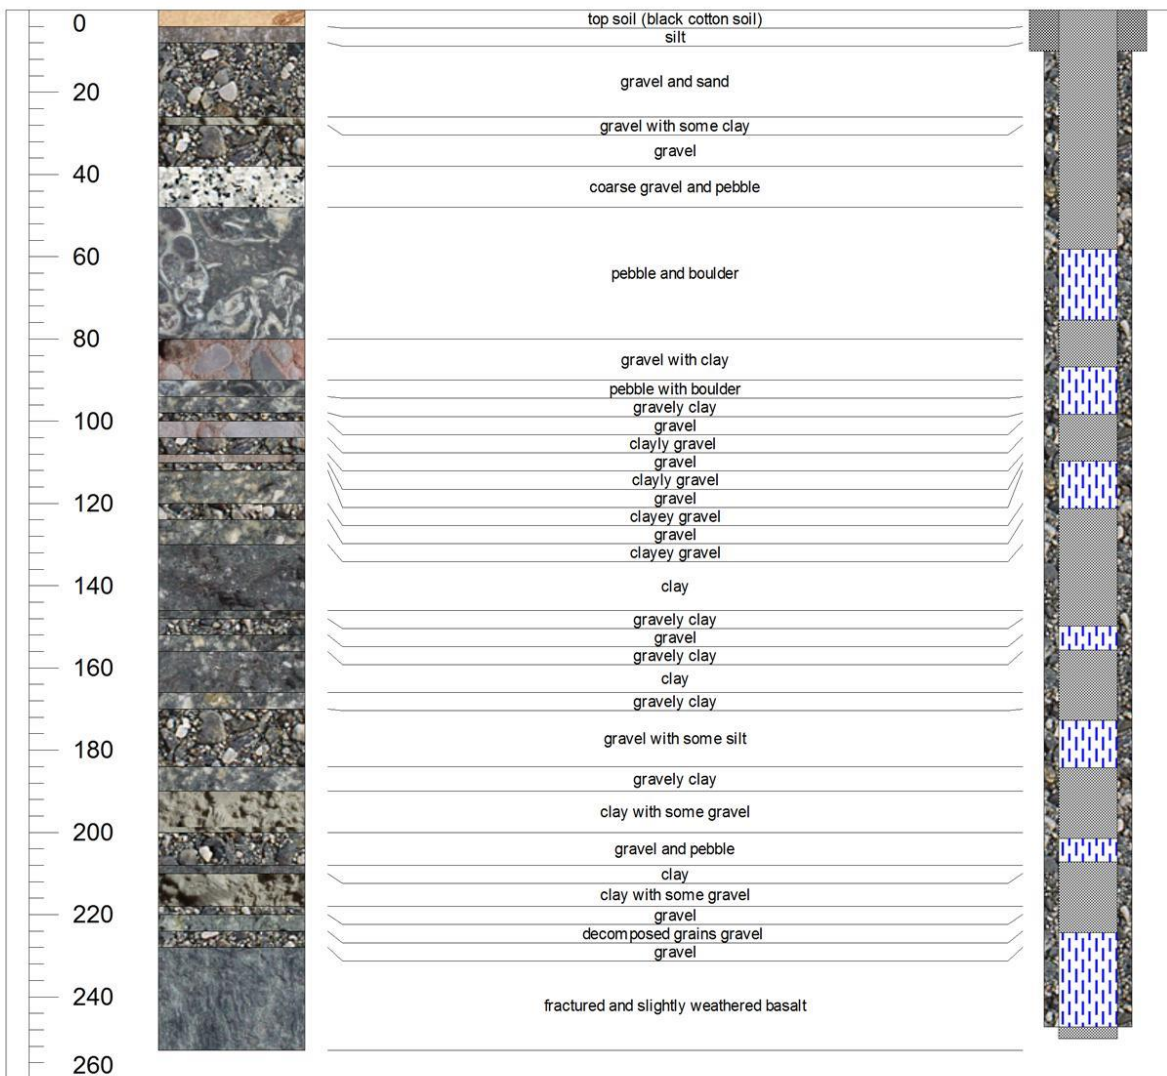 0
top soil (black cotton soil)
silt
gravel and sand
20
gravel with some clay
gravel
40
coarse gravel and pebble
60
pebble and boulder
80
gravel with clay
pebble with boulder
gravely clay
100
gravel
clayly gravel
gravel
clayly gravel
gravel
120
clayey gravel
gravel
clayey gravel
140
clay
gravely clay
gravel
gravely clay
160
clay
gravely clay
gravel with some silt
180
gravely clay
clay with some gravel
200
gravel and pebble
clay
clay with some gravel
220
gravel
decomposed grains gravel
gravel
240
fractured and slightly weathered basalt
260